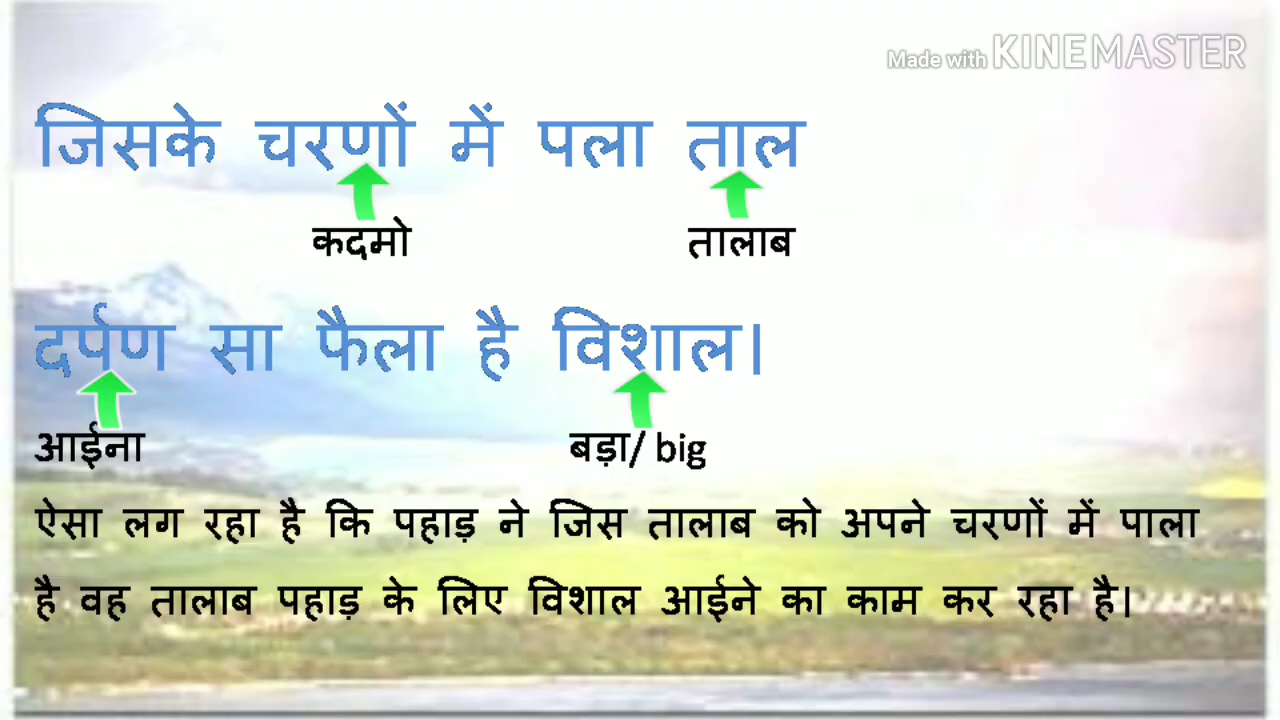 Made with KINEMASTER
जिसके चरणों में पला ताल
कदमो तालाब
दर्पण सा फैला है विशाल।
आईना बड़ा/ big
ऐसा लग रहा है कि पहाड़ ने जिस तालाब को अपने चरणों में पाला
है वह तालाब पहाड़ के लिए विशाल आईने का काम कर रहा है।